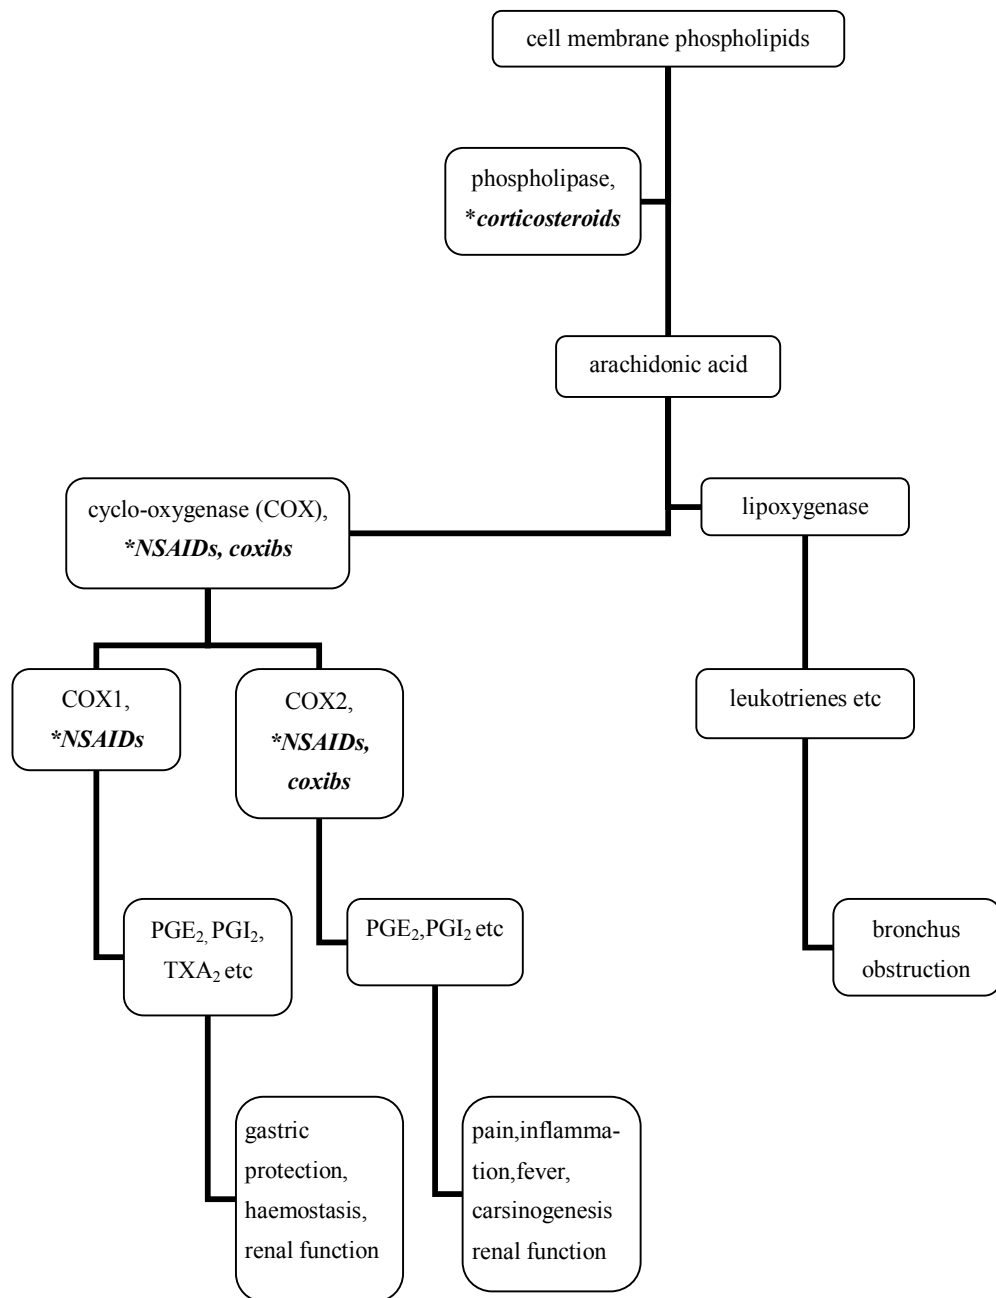 cell membrane phospholipids
phospholipase,
*corticosteroids
arachidonic acid
cyclo-oxygenase (COX),
*NSAIDs, coxibs
lipoxygenase
COX1,
*NSAIDs
COX2,
*NSAIDs,
coxibs
leukotrienes etc
PGE₂, PGI₂,
TXA₂ etc
PGE₂,PGI₂ etc
bronchus
obstruction
gastric
protection,
haemostasis,
renal function
pain,inflamma-
tion,fever,
carsinogenesis
renal function